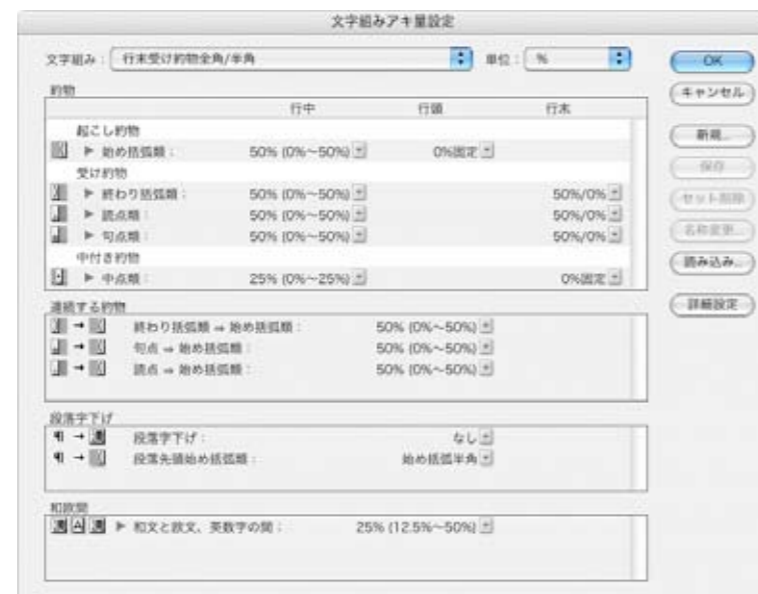 文字組みアキ量設定
文字組み： 行末受け約物全角/半角 単位： %
OK
キャンセル
新規...
保存
セット削除
名称変更...
読み込み...
詳細設定
約物
行中 行頭 行末
起こし約物
始め括弧類： 50% (0%～50%) 0%固定
受け約物
終わり括弧類： 50% (0%～50%) 50%/0%
読点類： 50% (0%～50%) 50%/0%
句点類： 50% (0%～50%) 50%/0%
中付き約物
中点類： 25% (0%～25%) 0%固定
連続する約物
終わり括弧類 ⇒ 始め括弧類： 50% (0%～50%)
句点 ⇒ 始め括弧類： 50% (0%～50%)
読点 ⇒ 始め括弧類： 50% (0%～50%)
段落字下げ
段落字下げ： なし
段落先頭始め括弧類： 始め括弧半角
和欧間
和文と欧文、英数字の間： 25% (12.5%～50%)